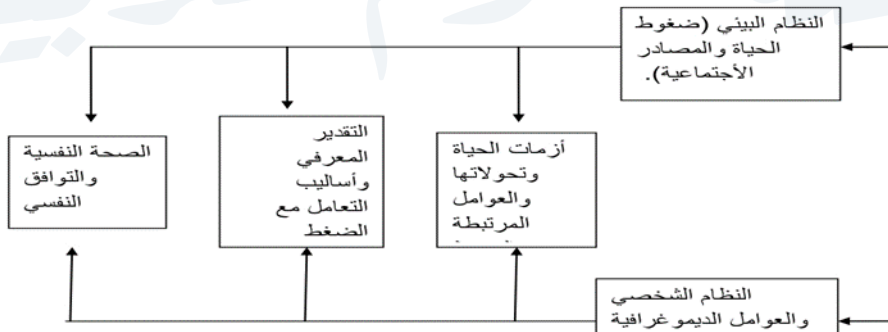 النظام البيئي (ضغوط
الحياة والمصادر
الأجتماعية).
أزمات الحياة
وتحولاتها
والعوامل
المرتبطة
التقدير
المعرفي
وأساليب
التعامل مع
الضغط
الصحة النفسية
والتوافق
النفسي
النظام الشخصي
والعوامل الديموغرافية